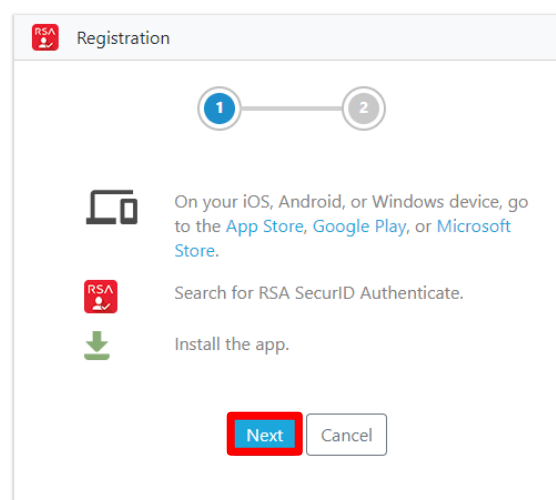 RSA
Registration
1
2
On your iOS, Android, or Windows device, go
to the App Store, Google Play, or Microsoft
Store.
RSA
Search for RSA SecurID Authenticate.
Install the app.
Next
Cancel